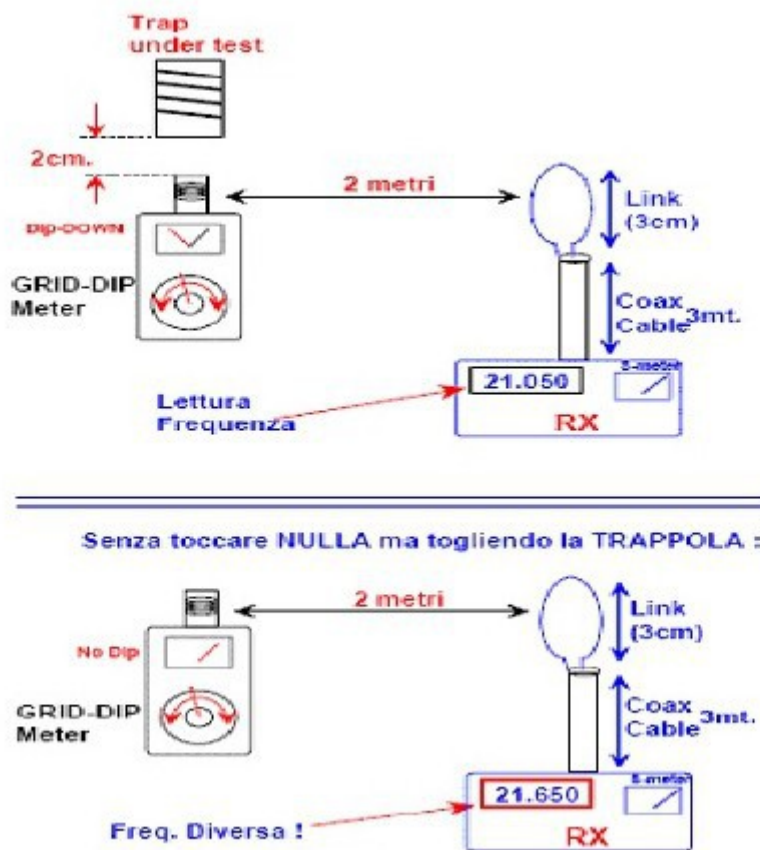 Trap
under test
2cm.
2 metri
Link
(3cm)
Dip-DOWN
GRID-DIP
Meter
Coax
Cable 3mt.
S-meter
21.050
Lettura
Frequenza
RX
Senza toccare NULLA ma togliendo la TRAPPOLA :
2 metri
Link
(3cm)
No Dip
GRID-DIP
Meter
Coax
Cable 3mt.
S-meter
21.650
Freq. Diversa !
RX